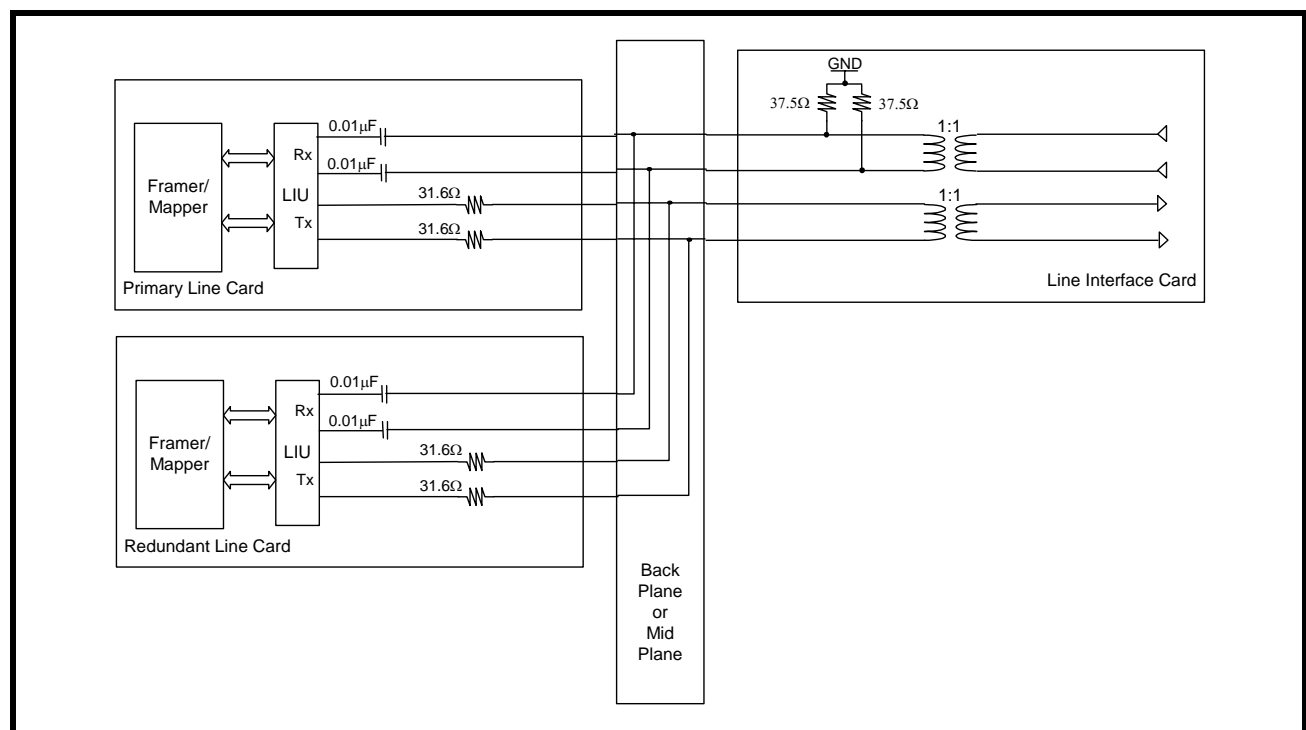 GND
37.5Ω
37.5Ω
0.01μF
1:1
Rx
0.01μF
Framer/
Mapper
LIU
31.6Ω
1:1
Tx
31.6Ω
Primary Line Card
Line Interface Card
0.01μF
Rx
0.01μF
Framer/
Mapper
LIU
31.6Ω
Tx
31.6Ω
Redundant Line Card
Back
Plane
or
Mid
Plane